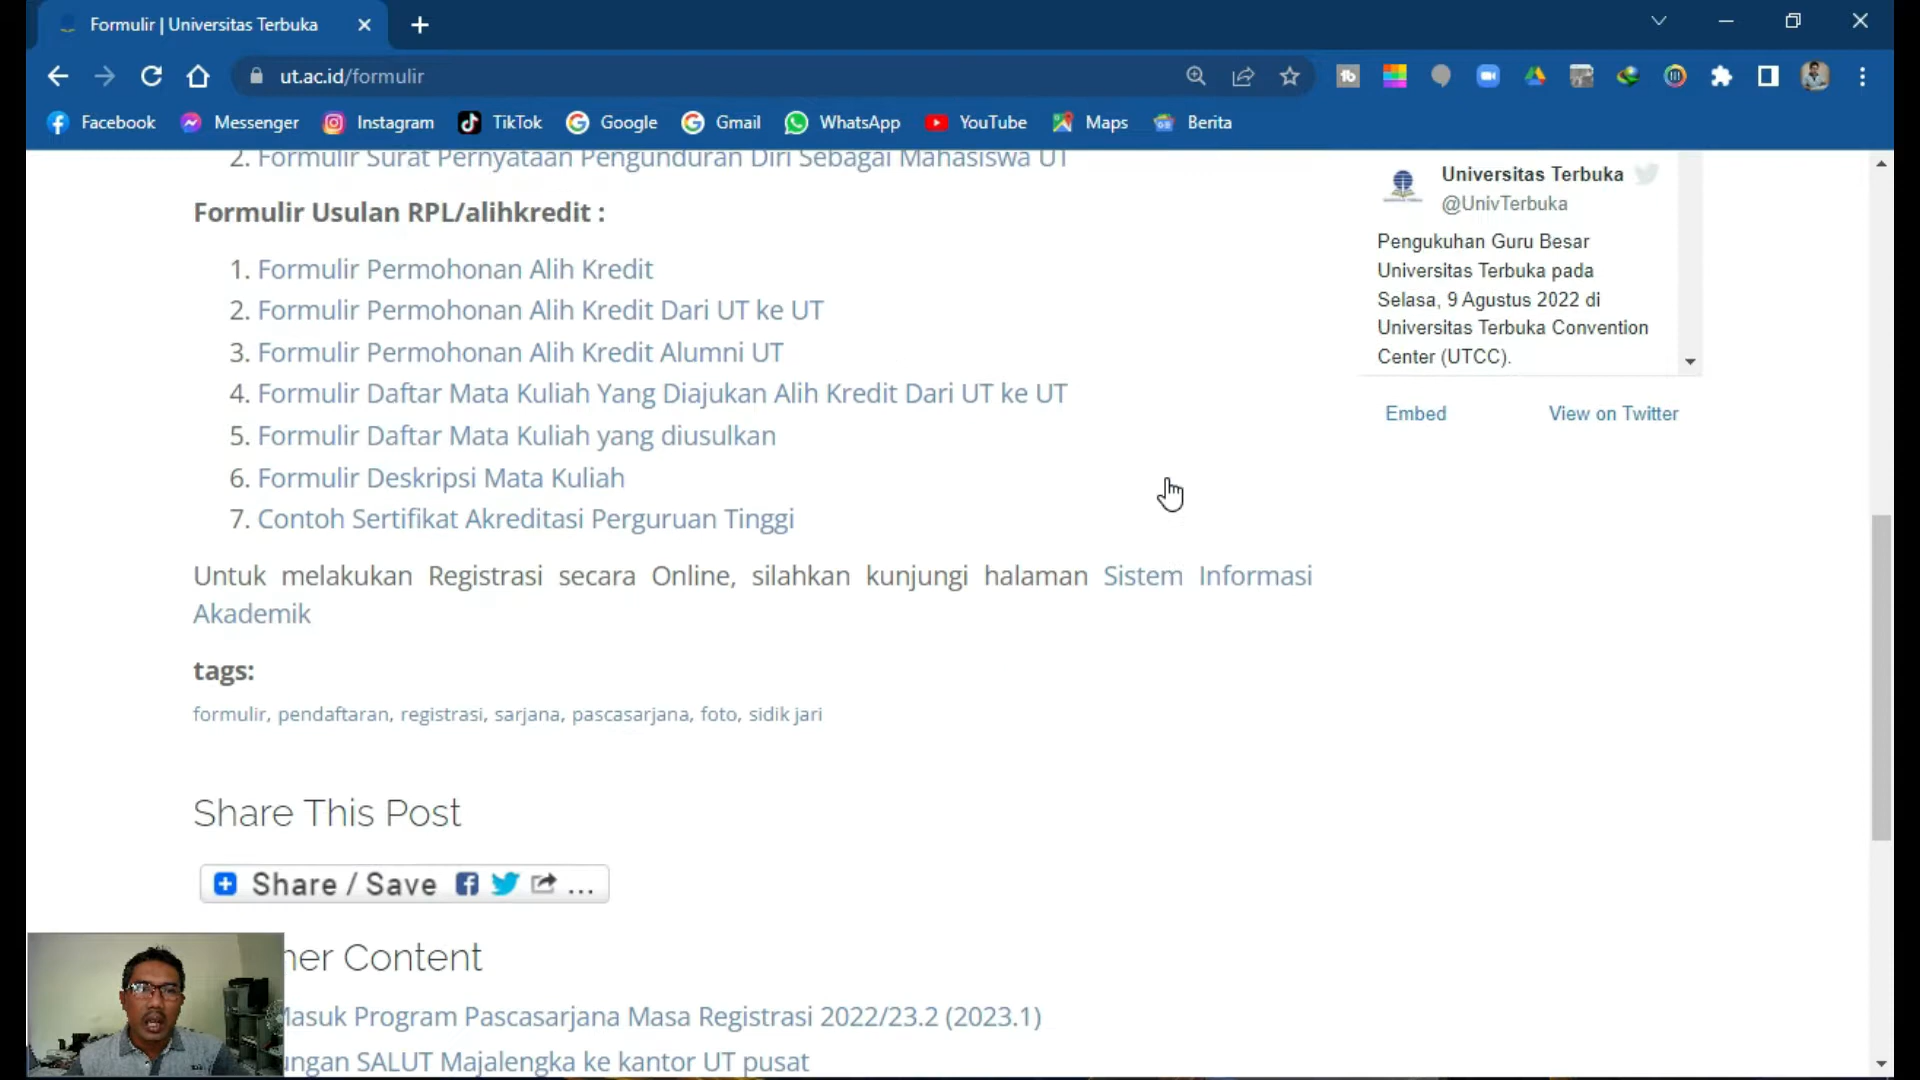 Formulir | Universitas Terbuka
ut.ac.id/formulir
Facebook Messenger Instagram TikTok Google Gmail WhatsApp YouTube Maps Berita
2. Formulir Surat Pernyataan Pengunduran Diri Sebagai Mahasiswa UT
Formulir Usulan RPL/alihkredit :
1. Formulir Permohonan Alih Kredit
2. Formulir Permohonan Alih Kredit Dari UT ke UT
3. Formulir Permohonan Alih Kredit Alumni UT
4. Formulir Daftar Mata Kuliah Yang Diajukan Alih Kredit Dari UT ke UT
5. Formulir Daftar Mata Kuliah yang diusulkan
6. Formulir Deskripsi Mata Kuliah
7. Contoh Sertifikat Akreditasi Perguruan Tinggi
Untuk melakukan Registrasi secara Online, silahkan kunjungi halaman Sistem Informasi
Akademik
tags:
formulir, pendaftaran, registrasi, sarjana, pascasarjana, foto, sidik jari
Share This Post
Share / Save ...
Content
Masuk Program Pascasarjana Masa Registrasi 2022/23.2 (2023.1)
SALUT Majalengka ke kantor UT pusat
Universitas Terbuka
@UnivTerbuka
Pengukuhan Guru Besar
Universitas Terbuka pada
Selasa, 9 Agustus 2022 di
Universitas Terbuka Convention
Center (UTCC).
Embed View on Twitter